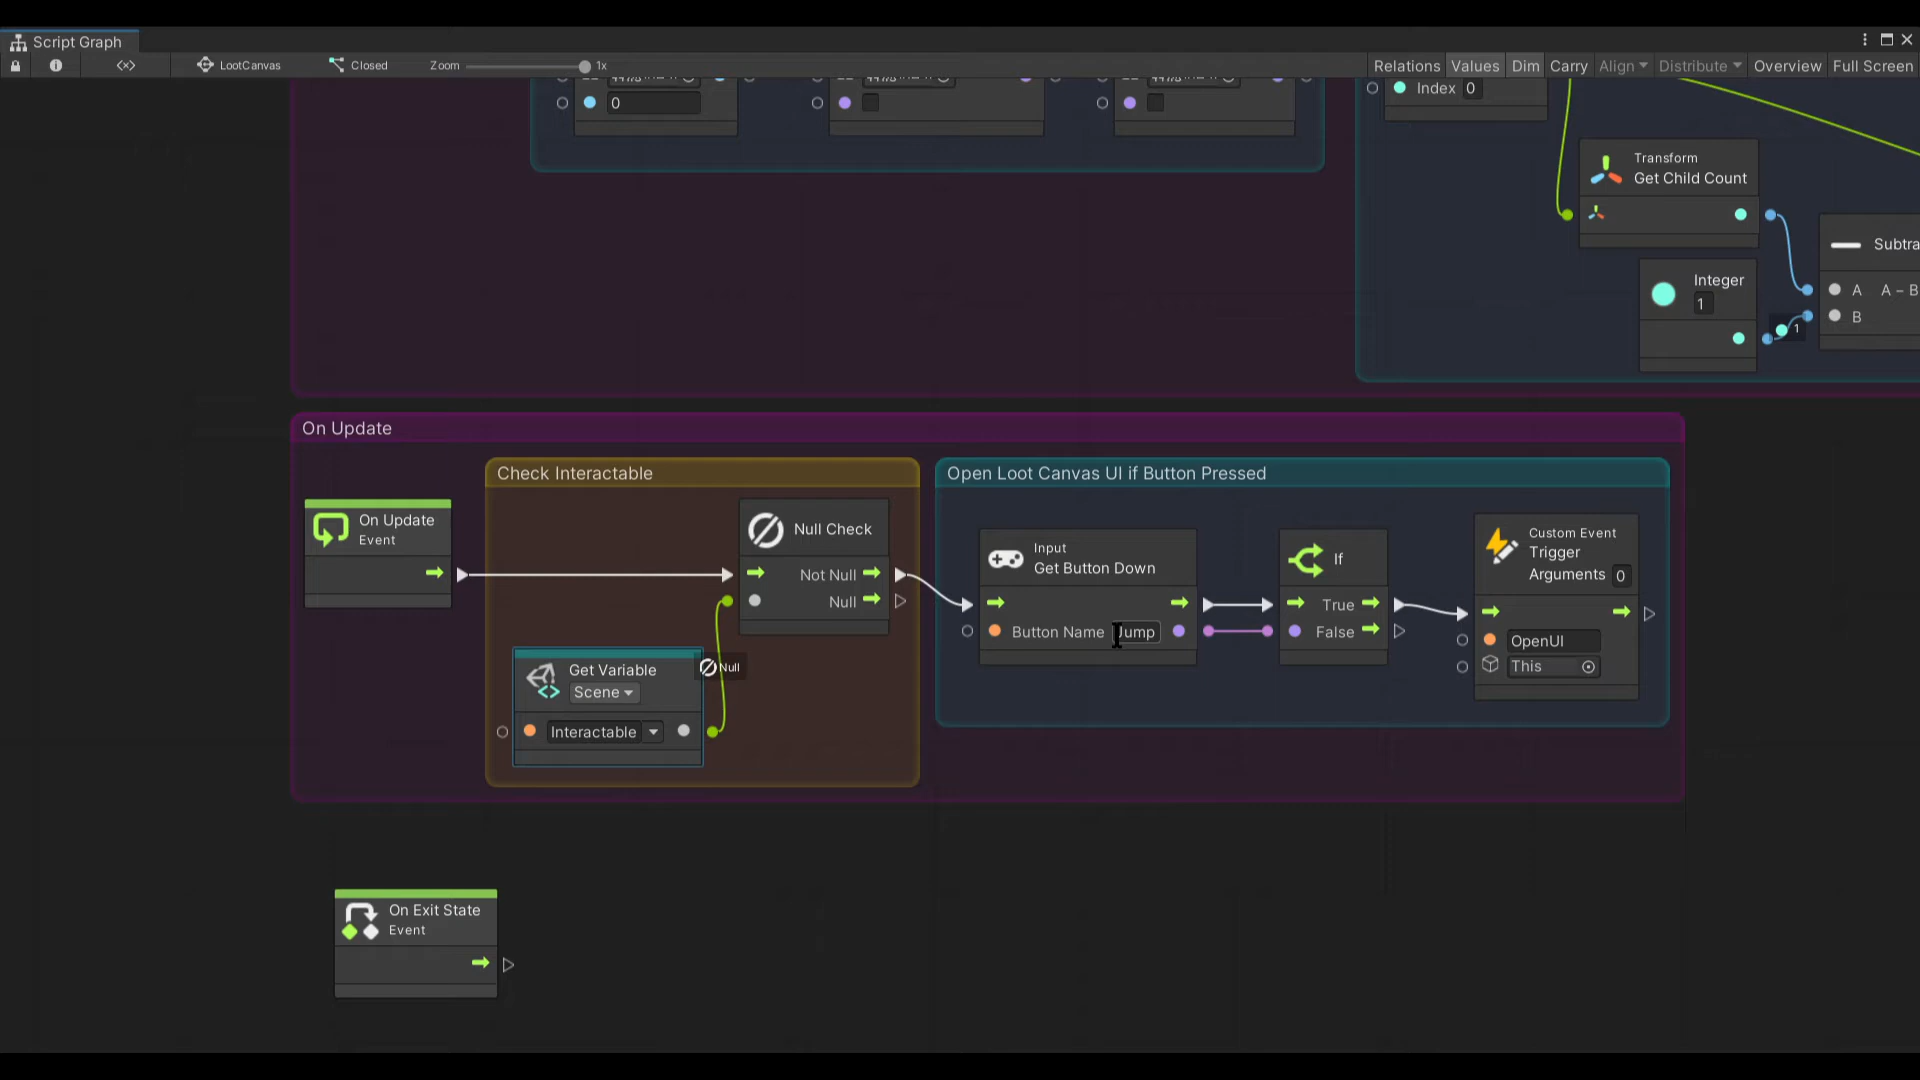 Script Graph
LootCanvas
Closed
Zoom
1x
Relations
Values
Dim
Carry
Align
Distribute
Overview
Full Screen
0
Index 0
Transform
Get Child Count
Integer
1
1
Subtra
A A – B
B
On Update
Check Interactable
Open Loot Canvas UI if Button Pressed
On Update
Event
Null Check
Not Null
Null
Get Variable
Scene
Null
Interactable
Input
Get Button Down
Button Name Jump
If
True
False
Custom Event
Trigger
Arguments 0
OpenUI
This
On Exit State
Event